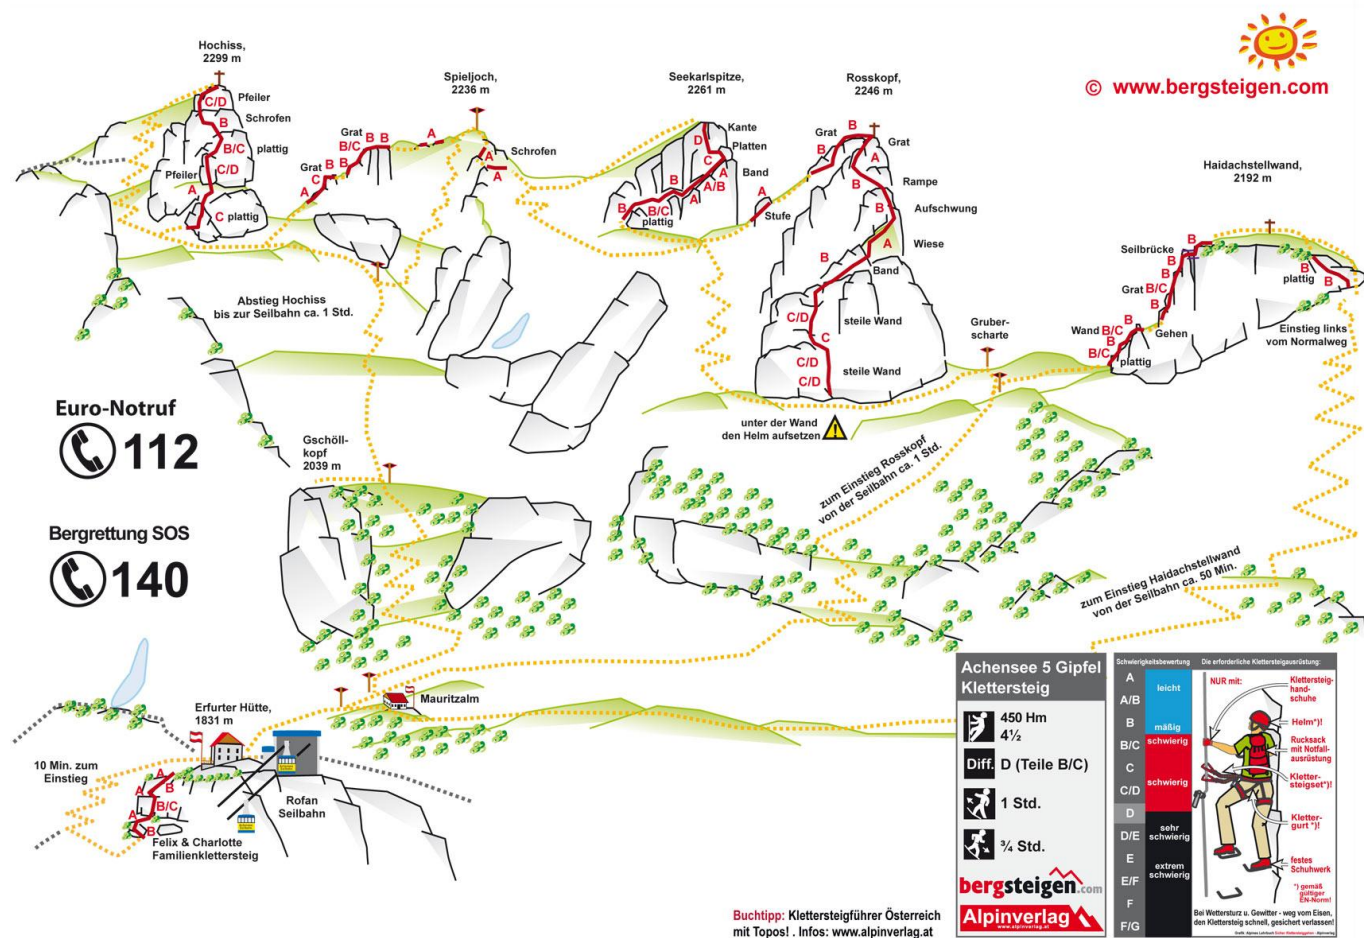 Hochiss,
2299 m
Spieljoch,
2236 m
Seekarlspitze,
2261 m
Rosskopf,
2246 m
© www.bergsteigen.com
Haidachstellwand,
2192 m
C/D
Pfeiler
B
Schrofen
B/C
plattig
C/D
Pfeiler
A
C
plattig
Grat
B/C
B
B
A
Grat
B
C
B
A
Schrofen
A
A
Kante
D
Platten
C
Band
A
B
A/B
A
B
B/C
plattig
A
Stufe
Grat
B
B
Grat
A
Rampe
B
Aufschwung
B
Wiese
A
B
Band
C/D
steile Wand
C
C/D
steile Wand
C/D
Seilbrücke
B
B
B
B/C
Grat
B
Wand
B
B/C
B
B/C
Gehen
plattig
B
plattig
B
Einstieg links
vom Normalweg
Gruber-
scharte
Abstieg Hochiss
bis zur Seilbahn ca. 1 Std.
Euro-Notruf
112
Bergrettung SOS
140
Gschöll-
kopf
2039 m
unter der Wand
den Helm aufsetzen
zum Einstieg Rosskopf
von der Seilbahn ca. 1 Std.
zum Einstieg Haidachstellwand
von der Seilbahn ca. 50 Min.
Erfurter Hütte,
1831 m
Mauritzalm
10 Min. zum
Einstieg
A
B
A
B/C
A
B
Rofan
Seilbahn
Felix & Charlotte
Familienklettersteig
Achensee 5 Gipfel
Klettersteig
450 Hm
4½
Diff. D (Teile B/C)
1 Std.
¾ Std.
bergsteigen.com
Alpinverlag
www.alpinverlag.at
Buchtipp: Klettersteigführer Österreich
mit Topos! . Infos: www.alpinverlag.at
Schwierigkeitsbewertung
A
A/B
leicht
B
mäßig
B/C
schwierig
C
C/D
schwierig
D
D/E
sehr
schwierig
E
extrem
schwierig
E/F
F
F/G
Die erforderliche Klettersteigausrüstung:
NUR mit:
Klettersteig-
hand-
schuhe
Helm*)!
Rucksack
mit Notfall-
ausrüstung
Kletter-
steigset*)!
Kletter-
gurt *)!
festes
Schuhwerk
*) gemäß
gültiger
EN-Norm!
Bei Wettersturz u. Gewitter - weg vom Eisen,
den Klettersteig schnell, gesichert verlassen!